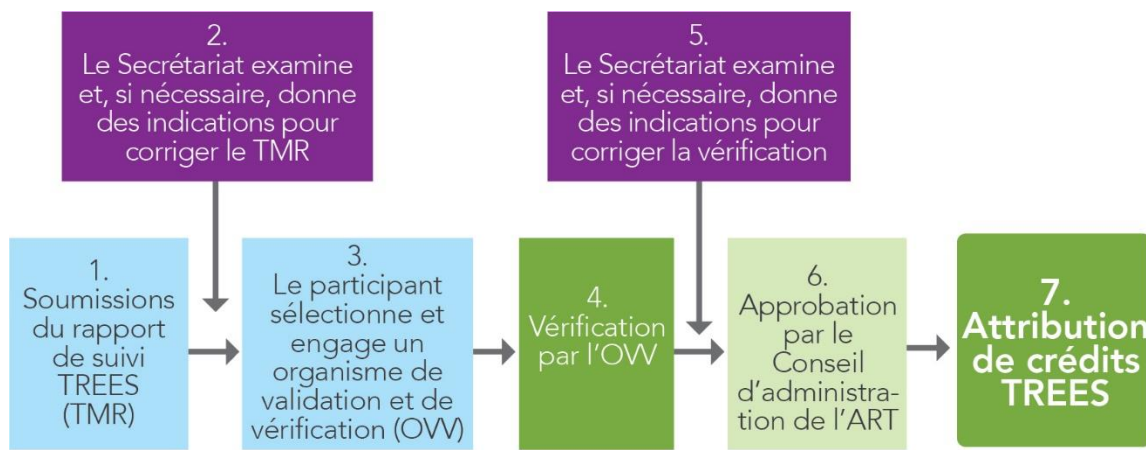 2.
Le Secrétariat examine
et, si nécessaire, donne
des indications pour
corriger le TMR
5.
Le Secrétariat examine
et, si nécessaire, donne
des indications pour
corriger la vérification
1.
Soumissions
du rapport
de suivi
TREES
(TMR)
3.
Le participant
sélectionne et
engage un
organisme de
validation et de
vérification (OVV)
4.
Vérification
par l’OVV
6.
Approbation
par le
Conseil
d’administra-
tion de l’ART
7.
Attribution
de crédits
TREES